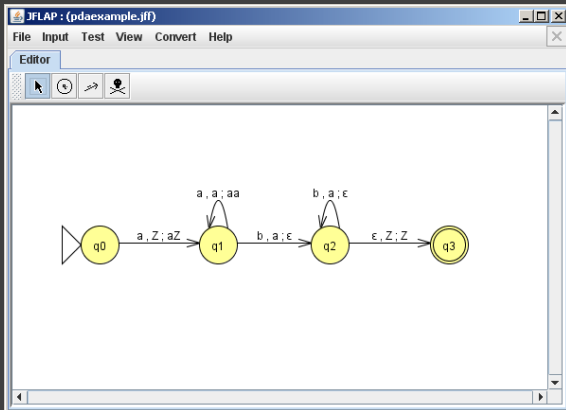 JFLAP : (pdaexample.jff)
File Input Test View Convert Help
Editor
a , a ; aa
b , a ; ε
q0
a , Z ; aZ
q1
b , a ; ε
q2
ε , Z ; Z
q3